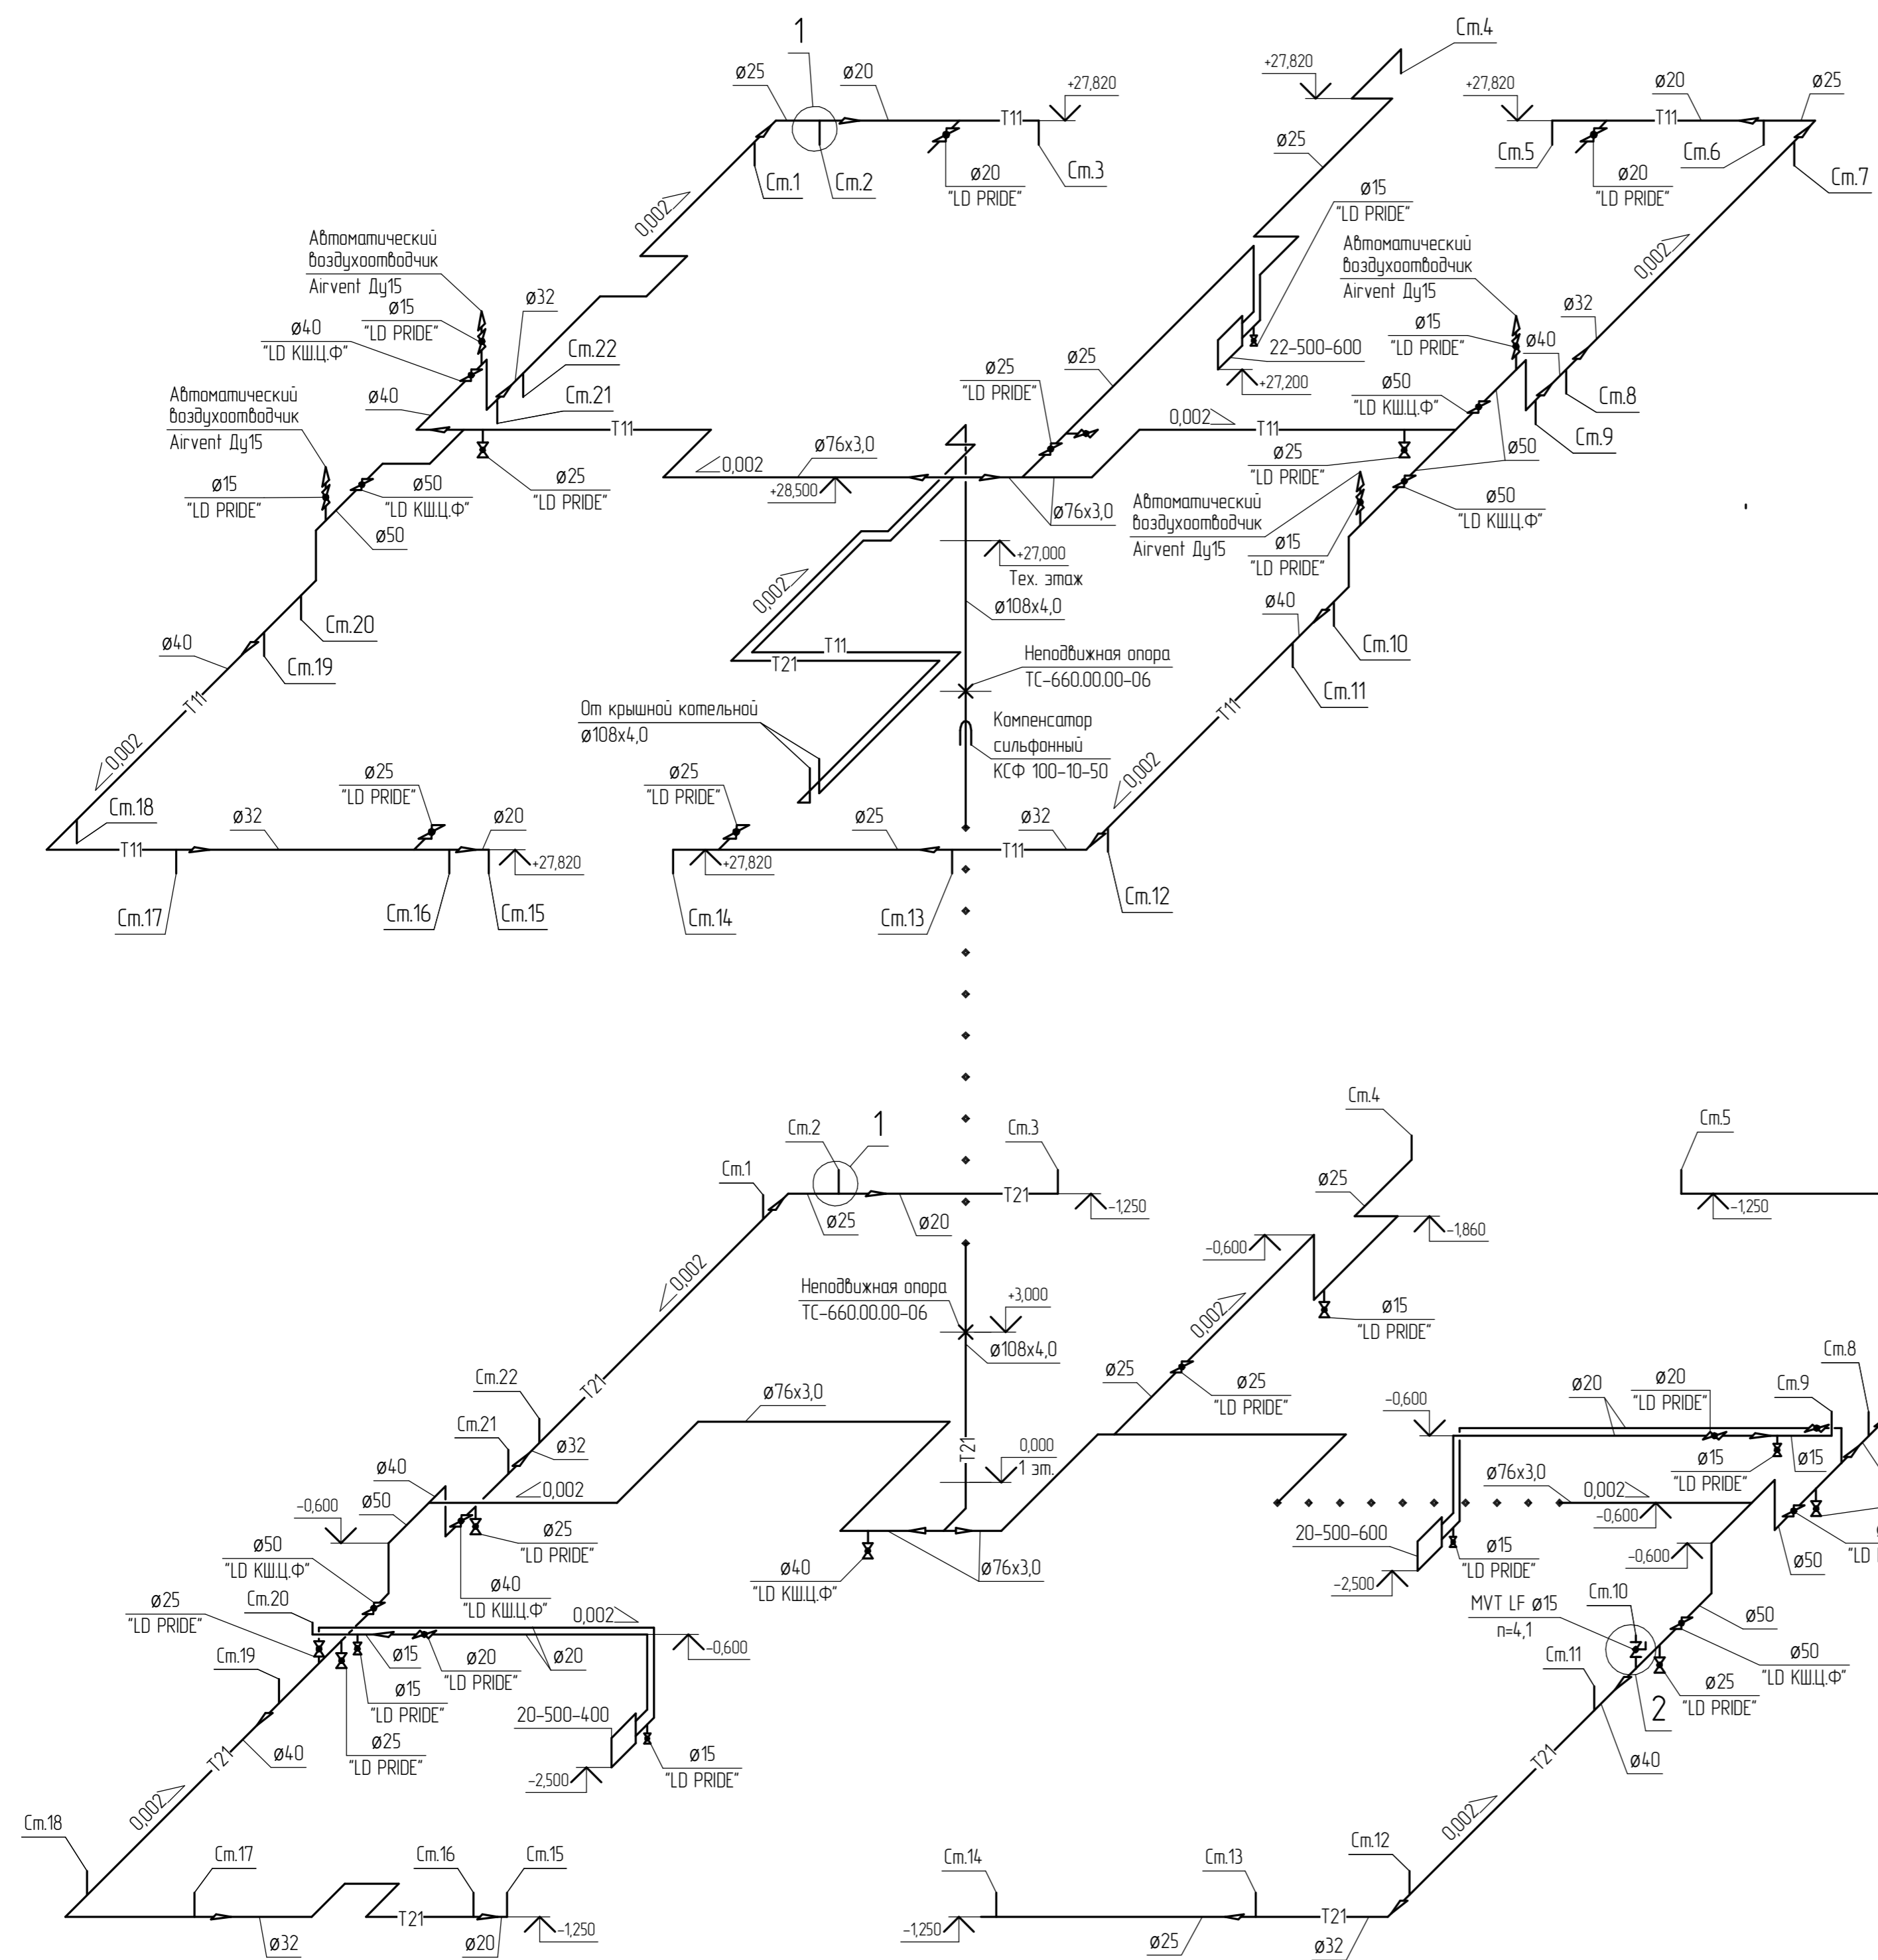 1
Ст.4
ø25
ø20
+27,820
+27,820
+27,820
ø20
ø25
Т11
Т11
ø25
Ст.1
Ст.2
Ст.3
ø20
"LD PRIDE"
Ст.5
Ст.6
Ст.7
ø20
"LD PRIDE"
ø15
"LD PRIDE"
0,002
Автоматический
воздухоотводчик
Airvent Ду15
ø15
"LD PRIDE"
ø32
ø40
"LD КШ.Ц.Ф"
Ст.22
Автоматический
воздухоотводчик
Airvent Ду15
0,002
ø32
ø15
"LD PRIDE"
ø40
22-500-600
+27,200
ø25
ø25
"LD PRIDE"
Ст.21
ø40
Автоматический
воздухоотводчик
Airvent Ду15
ø50
"LD КШ.Ц.Ф"
Ст.8
Ст.9
Т11
0,002
Т11
ø76х3,0
0,002
ø25
"LD PRIDE"
ø50
ø15
"LD PRIDE"
ø50
"LD КШ.Ц.Ф"
ø25
"LD PRIDE"
+28,500
ø76х3,0
Автоматический
воздухоотводчик
Airvent Ду15
ø15
"LD PRIDE"
ø50
"LD КШ.Ц.Ф"
ø50
+27,000
Тех. этаж
0,002
ø108х4,0
ø40
Ст.20
ø40
Ст.19
Т11
Т21
Ст.10
Ст.11
Неподвижная опора
ТС-660.00.00-06
Т11
Т11
От крышной котельной
ø108х4,0
Компенсатор
сильфонный
КСФ 100-10-50
0,002
0,002
ø25
"LD PRIDE"
ø25
"LD PRIDE"
Ст.18
ø32
ø20
ø25
ø32
Т11
Т11
+27,820
+27,820
Ст.17
Ст.16
Ст.15
Ст.14
Ст.13
Ст.12
Ст.4
Ст.2
1
Ст.3
Ст.5
Ст.1
ø25
Т21
-1,250
-1,250
ø25
ø20
-1,860
-0,600
0,002
Неподвижная опора
ТС-660.00.00-06
+3,000
0,002
ø15
"LD PRIDE"
ø108х4,0
Ст.8
Ст.22
Т21
ø76х3,0
ø25
ø25
"LD PRIDE"
ø20
ø20
"LD PRIDE"
Ст.9
-0,600
Ст.21
ø32
Т21
0,000
1 эт.
ø15
"LD PRIDE"
ø15
ø40
0,002
ø76х3,0
0,002
ø50
-0,600
-0,600
ø25
"LD PRIDE"
20-500-600
ø15
"LD PRIDE"
-0,600
ø50
ø50
"LD КШ.Ц.Ф"
ø40
"LD КШ.Ц.Ф"
ø40
"LD КШ.Ц.Ф"
ø76х3,0
-2,500
MVT LF ø15
n=4,1
Ст.10
ø50
ø25
"LD PRIDE"
Ст.20
0,002
-0,600
ø15
ø20
"LD PRIDE"
ø20
Ст.19
ø15
"LD PRIDE"
Ст.11
ø50
"LD КШ.Ц.Ф"
ø25
"LD PRIDE"
2
20-500-400
ø25
"LD PRIDE"
ø40
Т21
ø15
"LD PRIDE"
-2,500
Т21
ø40
0,002
0,002
Ст.18
Ст.17
Ст.16
Ст.15
Ст.14
Ст.13
Ст.12
Т21
-1,250
-1,250
Т21
ø32
ø20
ø25
ø32